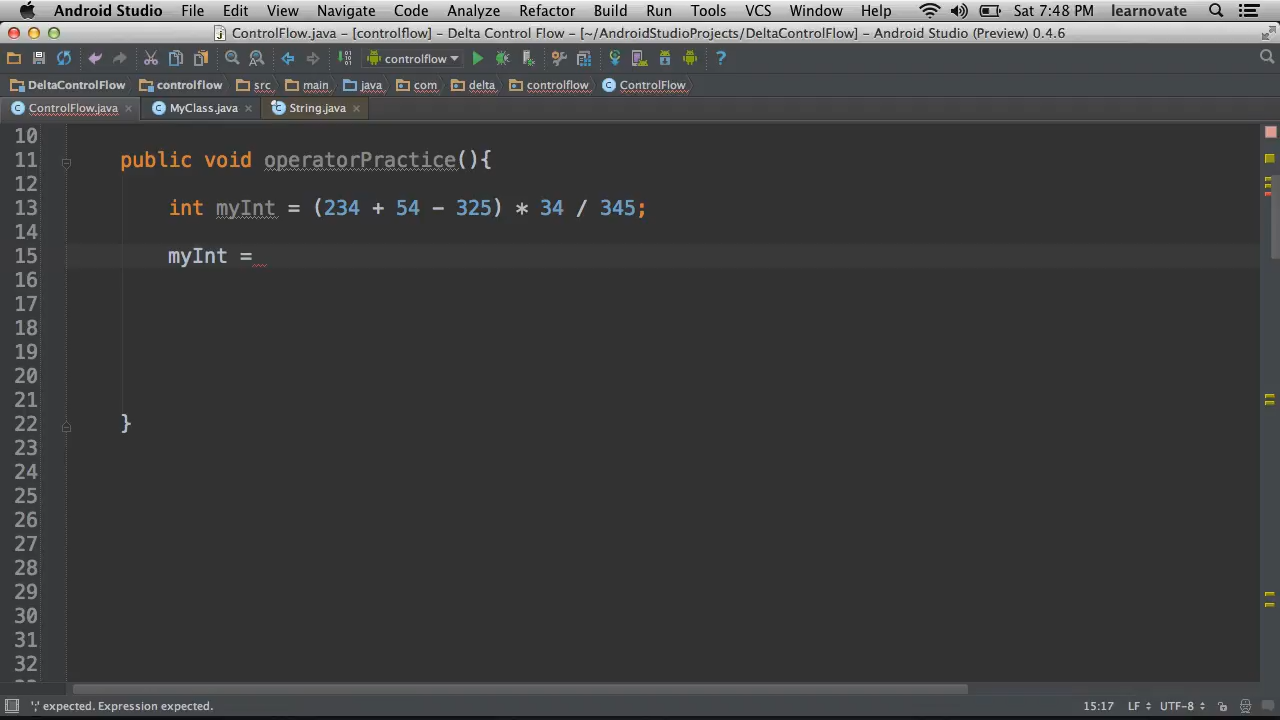 Android Studio File Edit View Navigate Code Analyze Refactor Build Run Tools VCS Window Help Sat 7:48 PM learnovate
ControlFlow.java - [controlflow] - Delta Control Flow - [~/AndroidStudioProjects/DeltaControlFlow] - Android Studio (Preview) 0.4.6
controlflow
DeltaControlFlow controlflow src main java com delta controlflow ControlFlow
ControlFlow.java MyClass.java String.java
10
11 public void operatorPractice(){
12
13 int myInt = (234 + 54 - 325) * 34 / 345;
14
15 myInt =
16
17
18
19
20
21
22 }
23
24
25
26
27
28
29
30
31
32
';' expected. Expression expected. 15:17 LF UTF-8